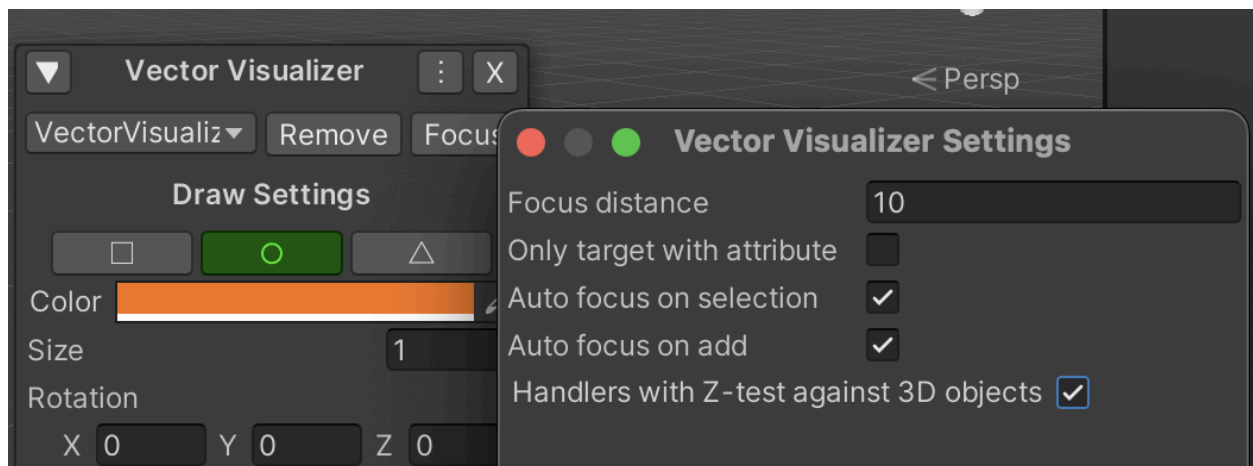 Vector Visualizer
X
Persp
VectorVisualiz
Remove
Focus
Draw Settings
Color
Size
1
Rotation
X 0 Y 0 Z 0
Vector Visualizer Settings
Focus distance 10
Only target with attribute
Auto focus on selection
Auto focus on add
Handlers with Z-test against 3D objects